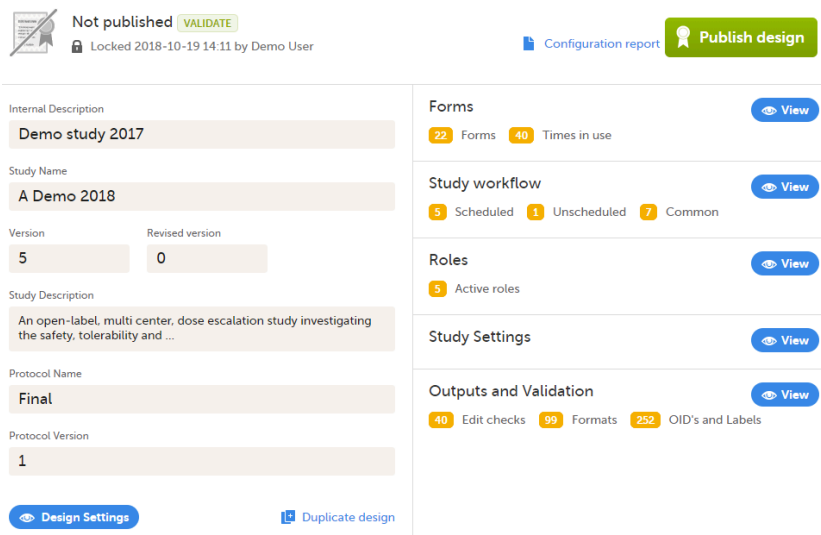 Not published VALIDATE
Locked 2018-10-19 14:11 by Demo User
Configuration report
Publish design
Internal Description
Demo study 2017
Study Name
A Demo 2018
Version Revised version
5 0
Study Description
An open-label, multi center, dose escalation study investigating
the safety, tolerability and ...
Protocol Name
Final
Protocol Version
1
Design Settings
Duplicate design
Forms
View
22 Forms 40 Times in use
Study workflow
View
5 Scheduled 1 Unscheduled 7 Common
Roles
View
5 Active roles
Study Settings
View
Outputs and Validation
View
40 Edit checks 99 Formats 252 OID's and Labels